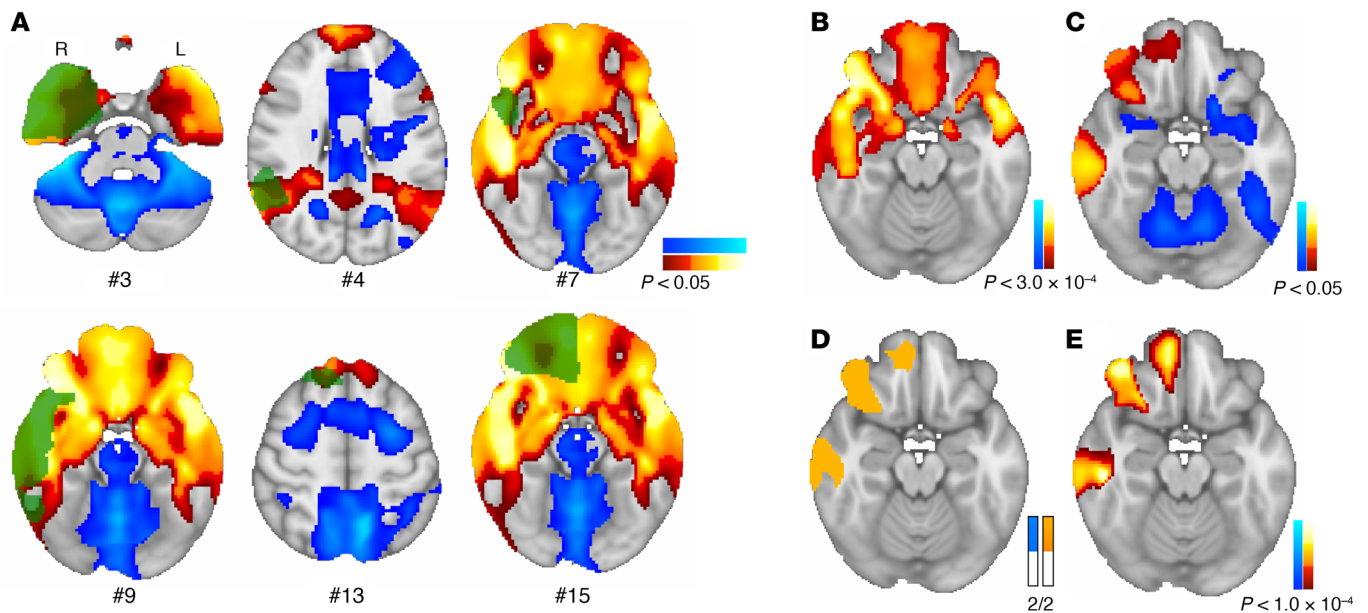 A
R
L
#3
#4
#7
P < 0.05
#9
#13
#15
B
P < 3.0 × 10⁻⁴
C
P < 0.05
D
2/2
E
P < 1.0 × 10⁻⁴